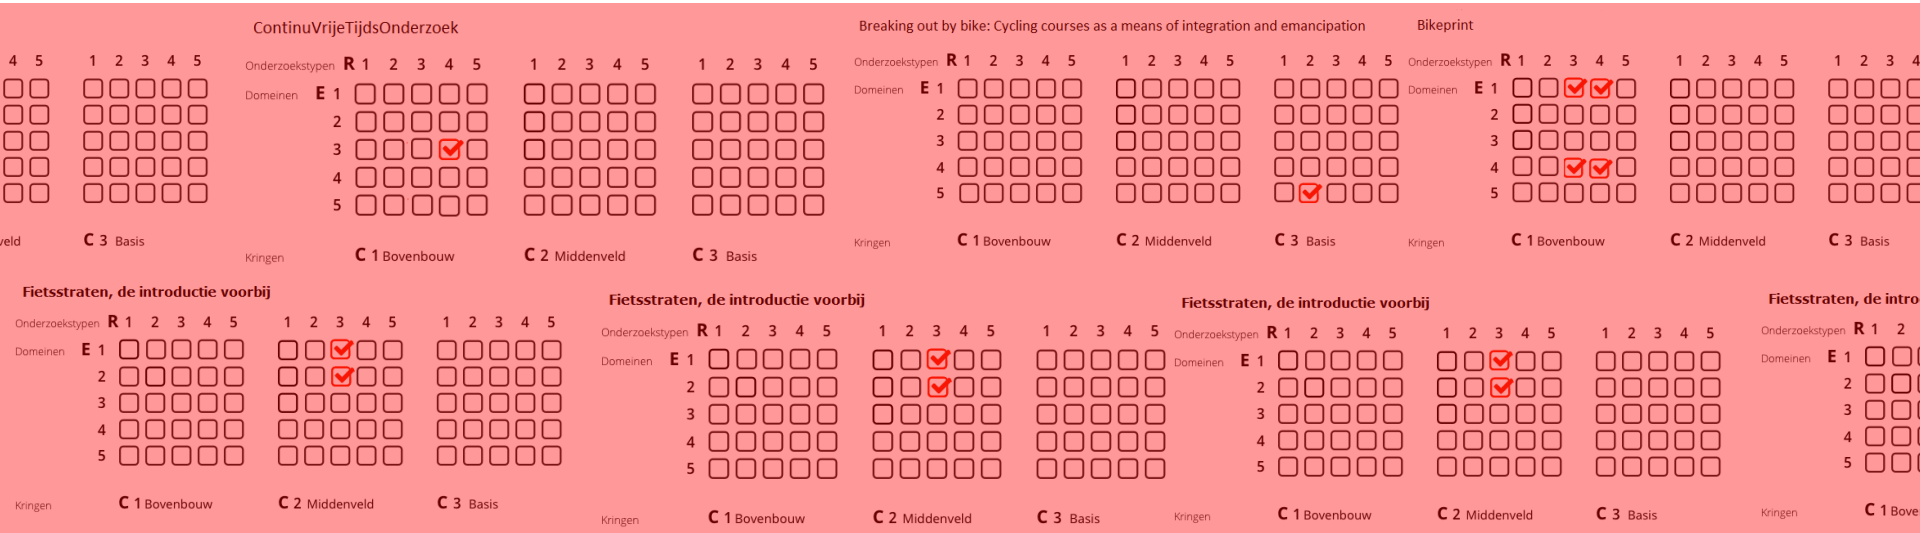 4 5 1 2 3 4 5
C 3 Basis
ContinuVrijeTijdsOnderzoek
Onderzoekstypen R 1 2 3 4 5 1 2 3 4 5 1 2 3 4 5
Domeinen E 1
2
3
4
5
Kringen C 1 Bovenbouw C 2 Middenveld C 3 Basis
Breaking out by bike: Cycling courses as a means of integration and emancipation
Onderzoekstypen R 1 2 3 4 5 1 2 3 4 5 1 2 3 4 5
Domeinen E 1
2
3
4
5
Kringen C 1 Bovenbouw C 2 Middenveld C 3 Basis
Bikeprint
Onderzoekstypen R 1 2 3 4 5 1 2 3 4 5 1 2 3 4
Domeinen E 1
2
3
4
5
Kringen C 1 Bovenbouw C 2 Middenveld C 3 Basis
Fietsstraten, de introductie voorbij
Onderzoekstypen R 1 2 3 4 5 1 2 3 4 5 1 2 3 4 5
Domeinen E 1
2
3
4
5
Kringen C 1 Bovenbouw C 2 Middenveld C 3 Basis
Fietsstraten, de introductie voorbij
Onderzoekstypen R 1 2 3 4 5 1 2 3 4 5 1 2 3 4 5
Domeinen E 1
2
3
4
5
Kringen C 1 Bovenbouw C 2 Middenveld C 3 Basis
Fietsstraten, de introductie voorbij
Onderzoekstypen R 1 2 3 4 5 1 2 3 4 5 1 2 3 4 5
Domeinen E 1
2
3
4
5
Kringen C 1 Bovenbouw C 2 Middenveld C 3 Basis
Fietsstraten, de intro
Onderzoekstypen R 1 2
Domeinen E 1
2
3
4
5
Kringen C 1 Bove